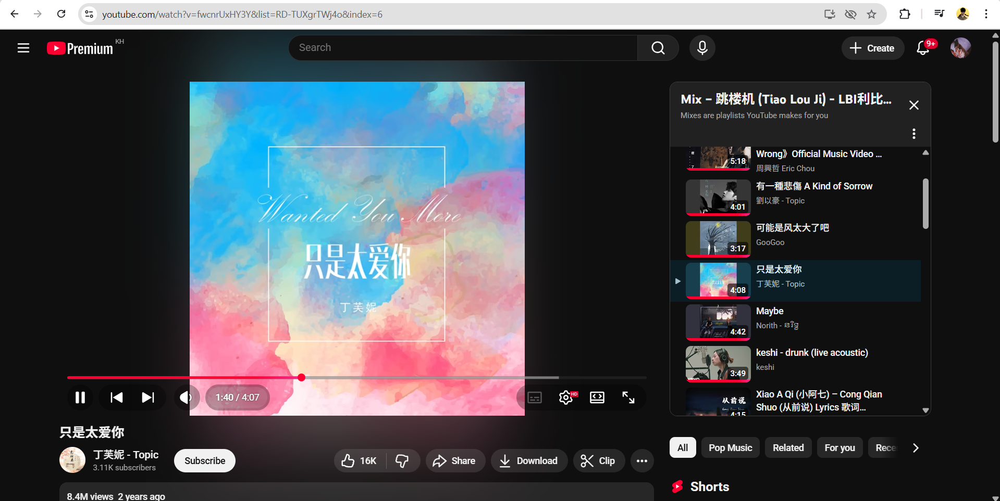 youtube.com/watch?v=fwcnrUxHY3Y&list=RD-TUXgrTWj4o&index=6
Premium KH
Search
Create
9+
Wanted You More
只是太爱你
丁芙妮
1:40 / 4:07
HD
只是太爱你
丁芙妮 - Topic
3.11K subscribers
Subscribe
16K
Share
Download
Clip
8.4M views 2 years ago
Mix – 跳楼机 (Tiao Lou Ji) - LBI利比...
Mixes are playlists YouTube makes for you
5:18
Wrong》Official Music Video ...
周興哲 Eric Chou
4:01
有一種悲傷 A Kind of Sorrow
劉以豪 - Topic
3:17
可能是风太大了吧
GooGoo
4:08
只是太爱你
丁芙妮 - Topic
4:42
Maybe
Norith - នរិទ្ធ
3:49
keshi - drunk (live acoustic)
keshi
从前说
4:15
Xiao A Qi (小阿七) – Cong Qian
Shuo (从前说) Lyrics 歌词...
All
Pop Music
Related
For you
Rece
Shorts